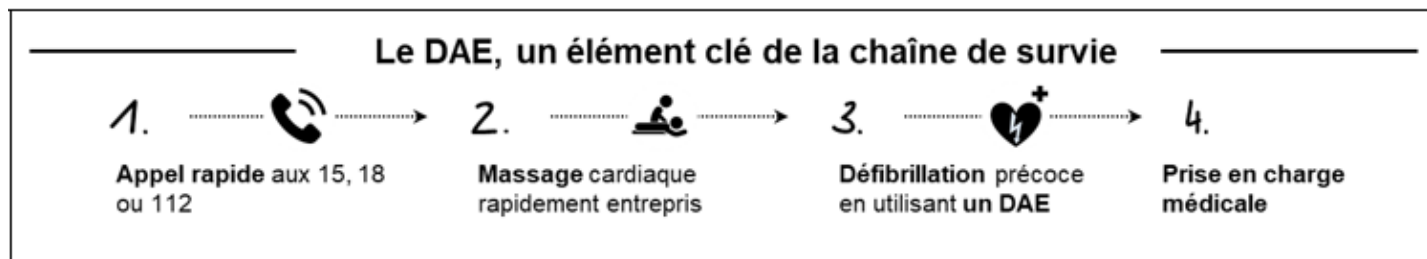 Le DAE, un élément clé de la chaîne de survie
1.
2.
3.
4.
Appel rapide aux 15, 18
ou 112
Massage cardiaque
rapidement entrepris
Défibrillation précoce
en utilisant un DAE
Prise en charge
médicale